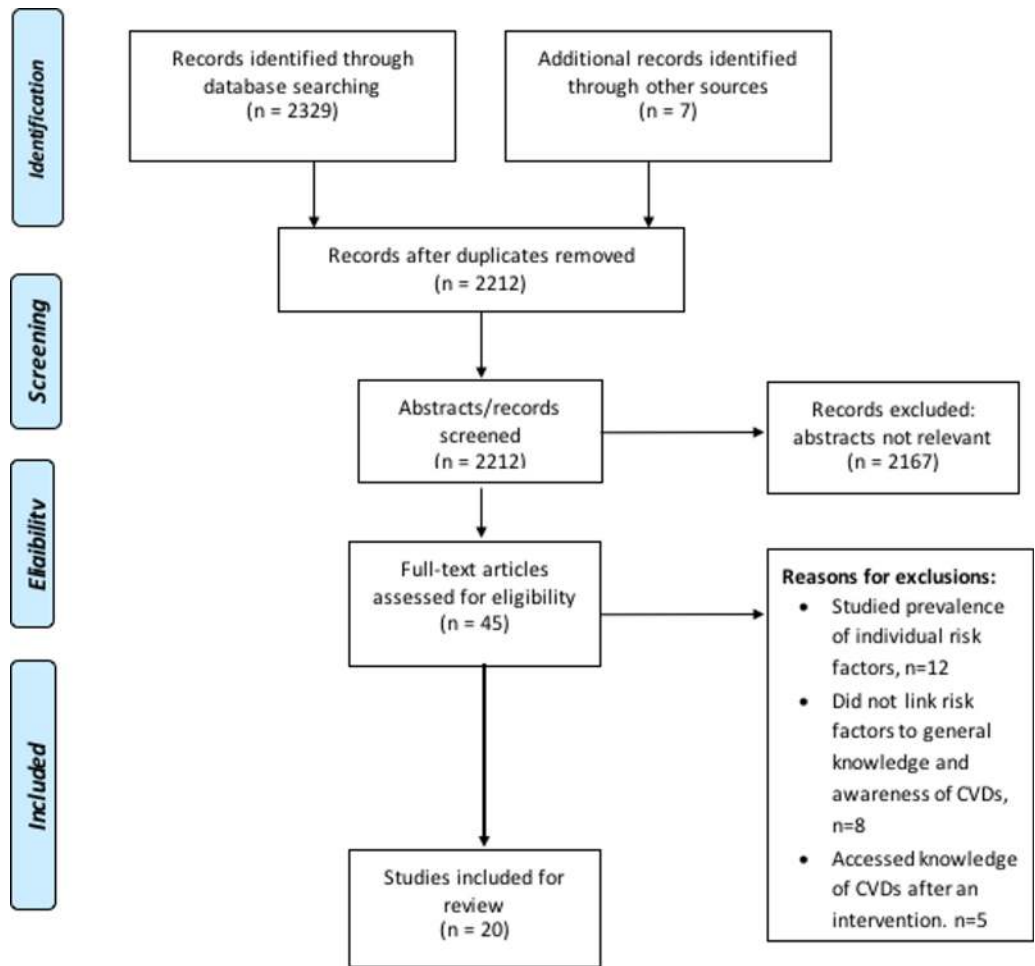 Identification
Records identified through
database searching
(n = 2329)
Additional records identified
through other sources
(n = 7)
Records after duplicates removed
(n = 2212)
Screening
Abstracts/records
screened
(n = 2212)
Records excluded:
abstracts not relevant
(n = 2167)
Eligibility
Full-text articles
assessed for eligibility
(n = 45)
Reasons for exclusions:
• Studied prevalence
of individual risk
factors, n=12
• Did not link risk
factors to general
knowledge and
awareness of CVDs,
n=8
• Accessed knowledge
of CVDs after an
intervention. n=5
Included
Studies included for
review
(n = 20)